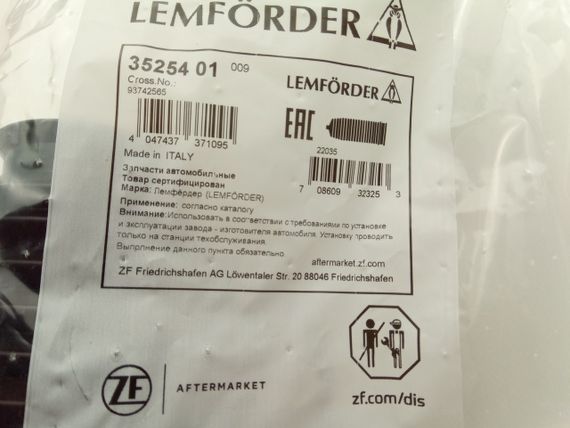 LEMFÖRDER
35254 01 009
Cross.No.:
93742565
LEMFÖRDER
4 047437 371095
EAC
22035
Made in ITALY
7 08609 32325 3
Запчасти автомобильные
Товар сертифицирован
Марка: Лемфёрдер (LEMFÖRDER)
Применение: согласно каталогу
Внимание: Использовать в соответствии с требованиями по установке
и эксплуатации завода - изготовителя автомобиля. Установку проводить
только на станции техобслуживания.
Выполнение данного пункта обязательно
aftermarket.zf.com
ZF Friedrichshafen AG Löwentaler Str. 20 88046 Friedrichshafen
ZF AFTERMARKET
zf.com/dis